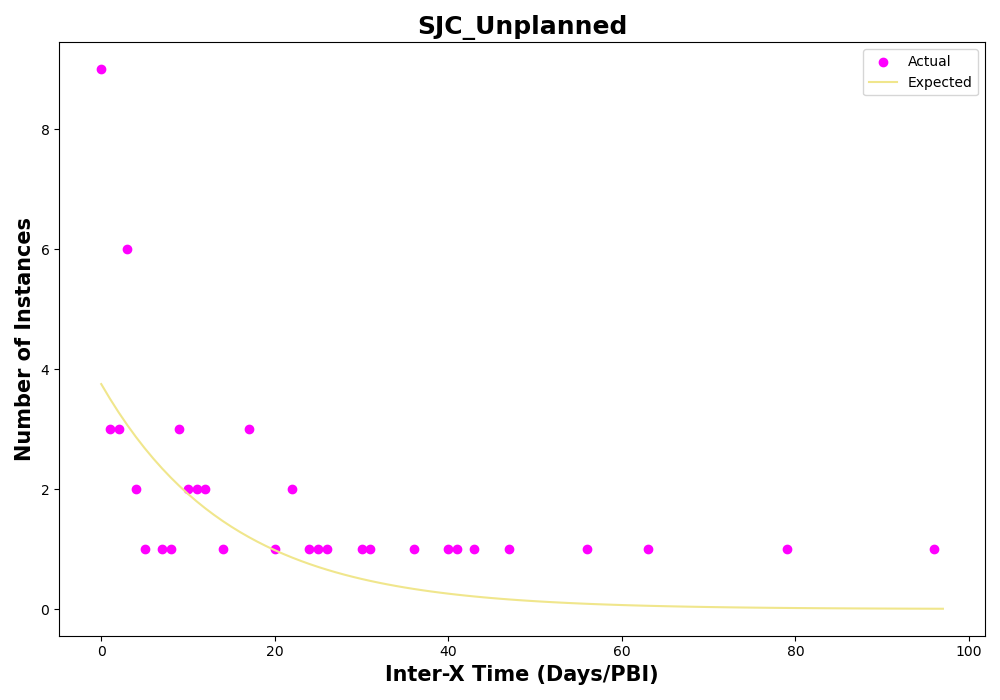 SJC_Unplanned
Actual
Expected
Number of Instances
8
6
4
2
0
0 20 40 60 80 100
Inter-X Time (Days/PBI)